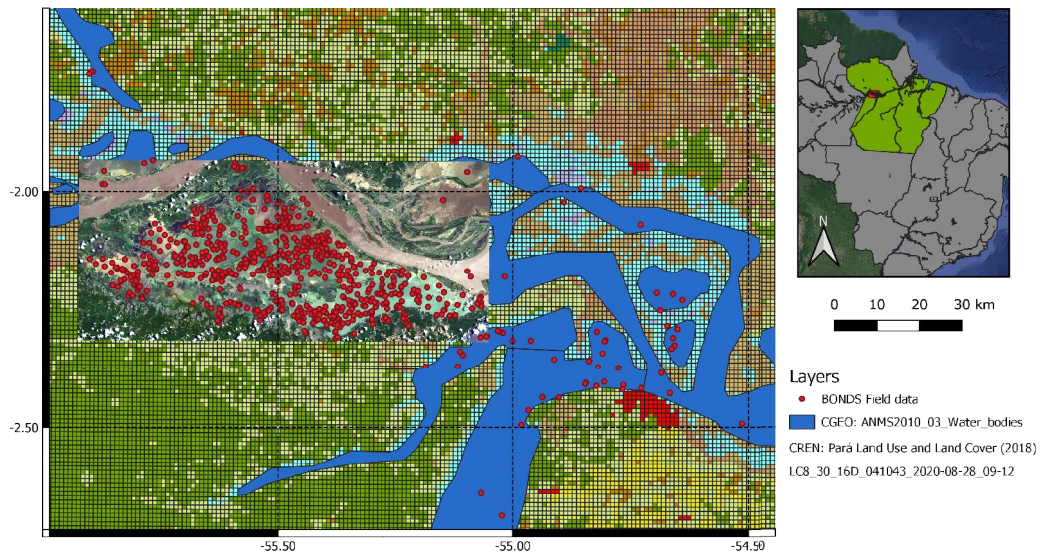 -2.00
-2.50
-55.50
-55.00
-54.50
N
0 10 20 30 km
Layers
BONDS Field data
CGEO: ANMS2010_03_Water_bodies
CREN: Pará Land Use and Land Cover (2018)
LC8_30_16D_041043_2020-08-28_09-12